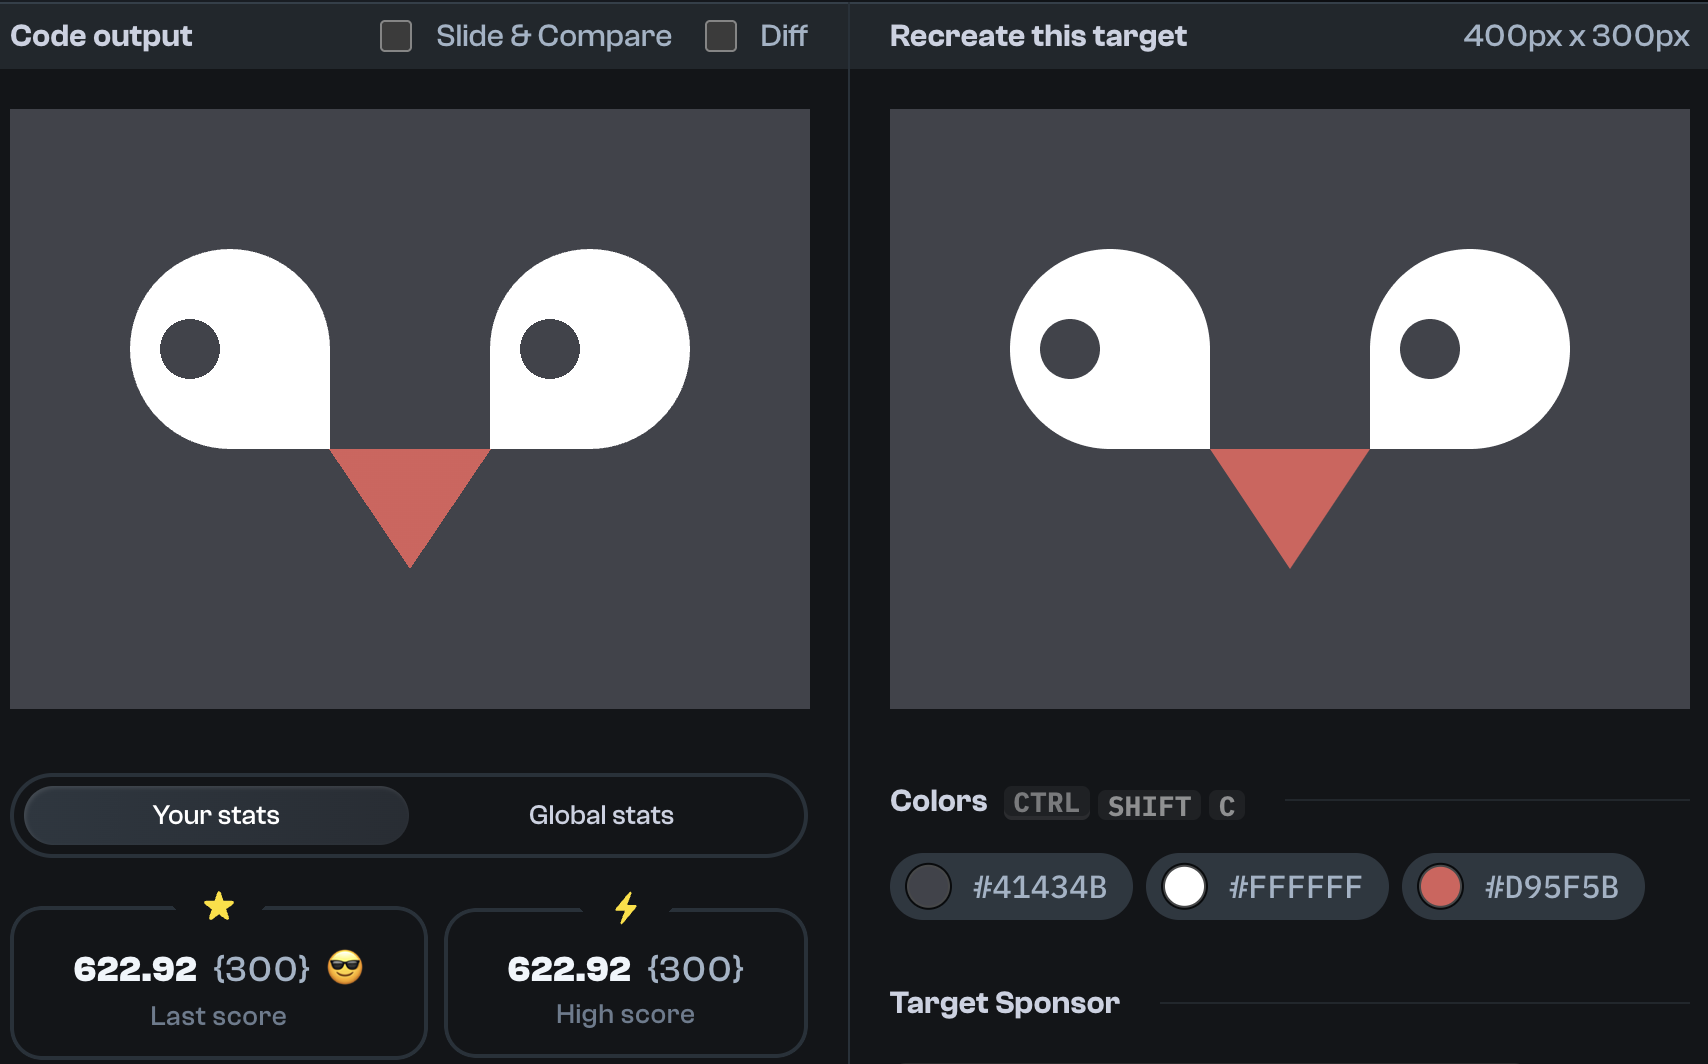 Code output
Slide & Compare
Diff
Recreate this target
400px x 300px
Your stats
Global stats
622.92 {300} 😎
Last score
622.92 {300}
High score
Colors CTRL SHIFT C
#41434B
#FFFFFF
#D95F5B
Target Sponsor